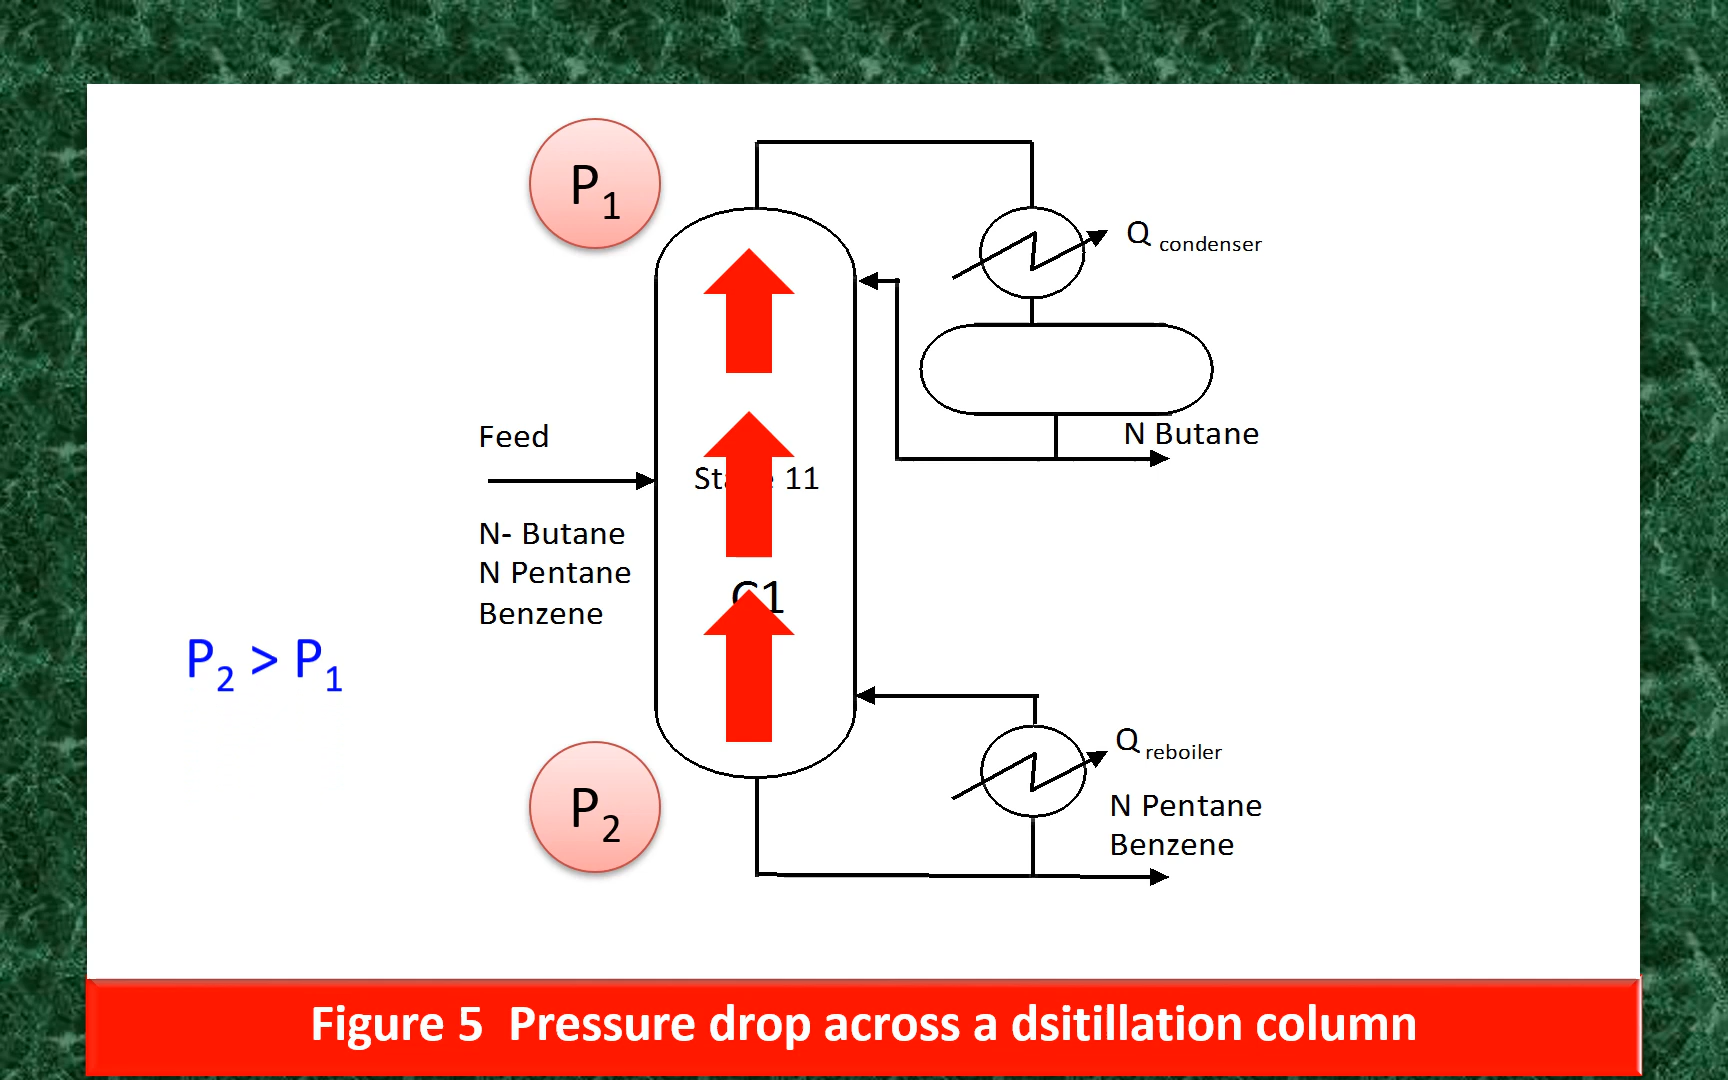 P1
Q condenser
N Butane
Feed
11
N- Butane
N Pentane
Benzene
P2 > P1
Q reboiler
P2
N Pentane
Benzene
Figure 5 Pressure drop across a dsitillation column